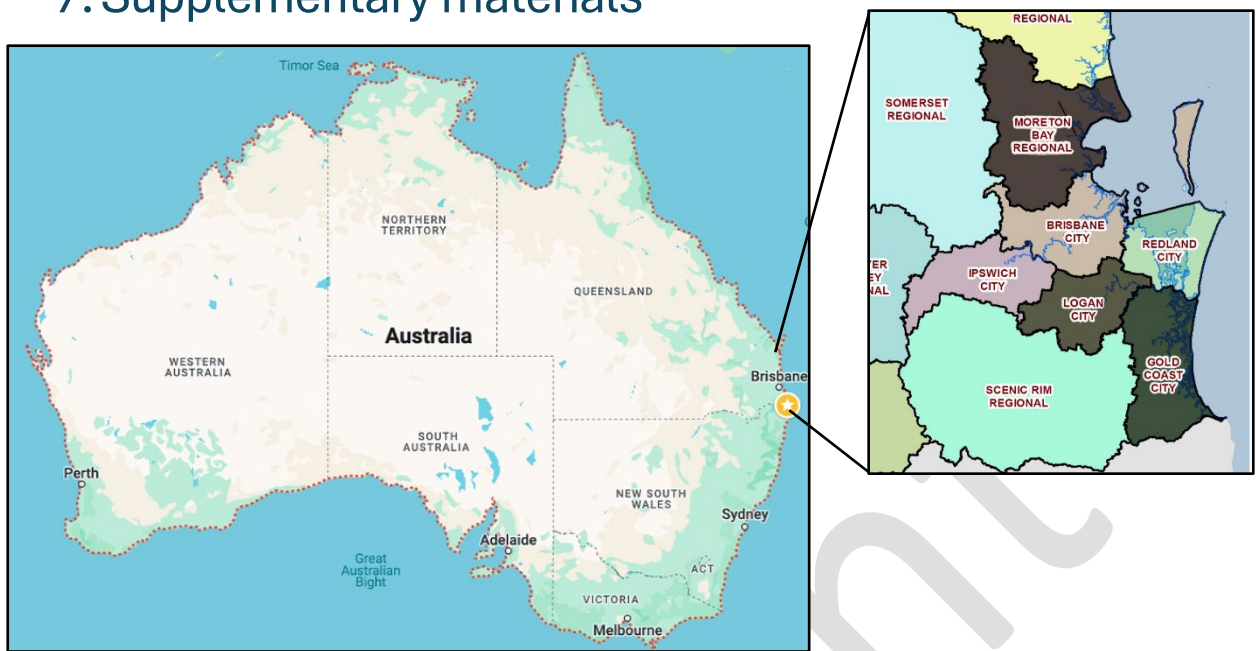 7. Supplementary materials
Timor Sea
NORTHERN
TERRITORY
QUEENSLAND
Australia
WESTERN
AUSTRALIA
Brisbane
SOUTH
AUSTRALIA
Perth
NEW SOUTH
WALES
Sydney
Adelaide
Great
Australian
Bight
ACT
VICTORIA
Melbourne
REGIONAL
SOMERSET
REGIONAL
MORETON
BAY
REGIONAL
BRISBANE
CITY
REDLAND
CITY
IPSWICH
CITY
LOGAN
CITY
GOLD
COAST
CITY
SCENIC RIM
REGIONAL